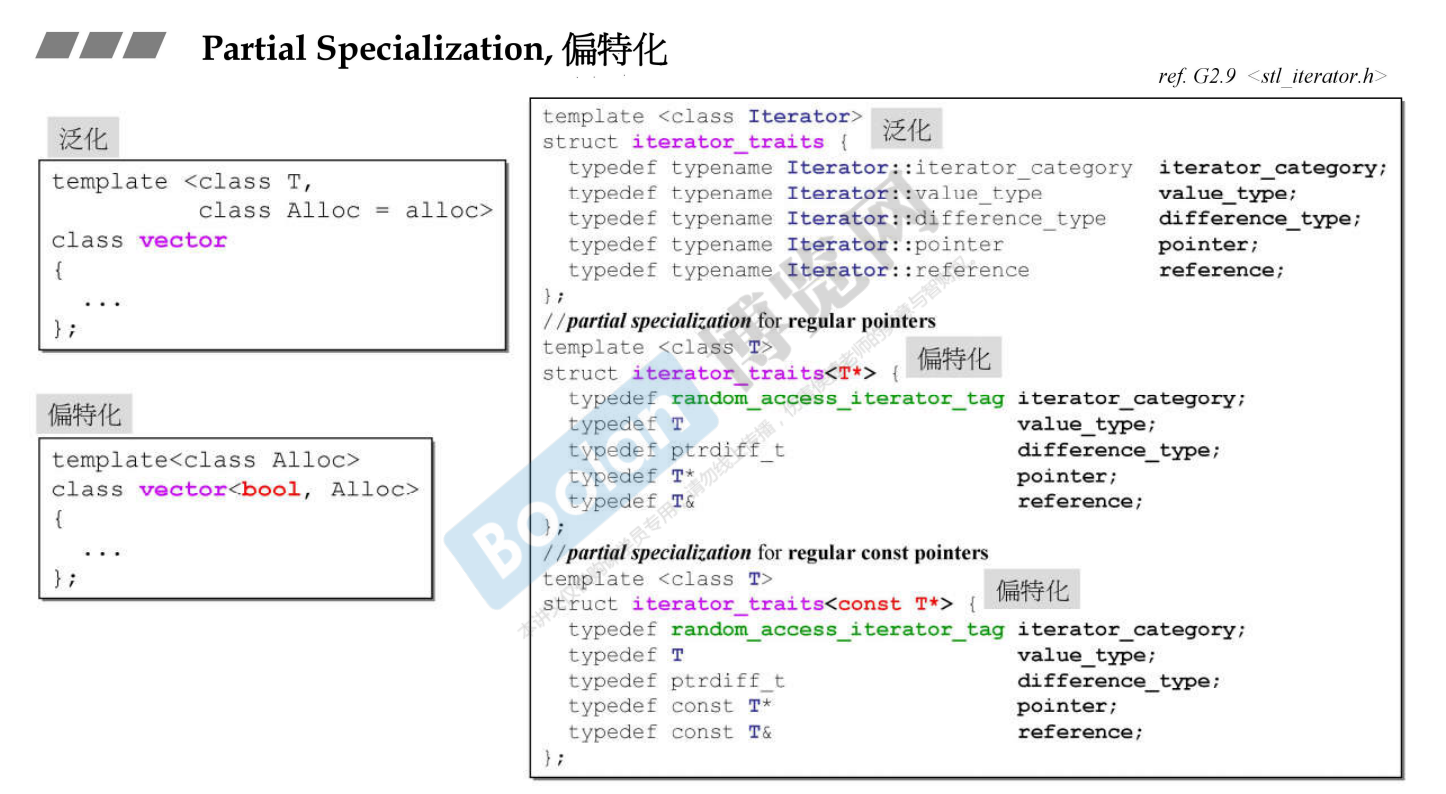 Partial Specialization, 偏特化
ref. G2.9 <stl_iterator.h>
泛化
template <class T,
class Alloc = alloc>
class vector
{
...
};
偏特化
template<class Alloc>
class vector<bool, Alloc>
{
...
};
template <class Iterator>
泛化
struct iterator_traits {
typedef typename Iterator::iterator_category iterator_category;
typedef typename Iterator::value_type value_type;
typedef typename Iterator::difference_type difference_type;
typedef typename Iterator::pointer pointer;
typedef typename Iterator::reference reference;
};
//partial specialization for regular pointers
template <class T>
偏特化
struct iterator_traits<T*> {
typedef random_access_iterator_tag iterator_category;
typedef T value_type;
typedef ptrdiff_t difference_type;
typedef T* pointer;
typedef T& reference;
};
//partial specialization for regular const pointers
template <class T>
偏特化
struct iterator_traits<const T*> {
typedef random_access_iterator_tag iterator_category;
typedef T value_type;
typedef ptrdiff_t difference_type;
typedef const T* pointer;
typedef const T& reference;
};
Boolan 博览网